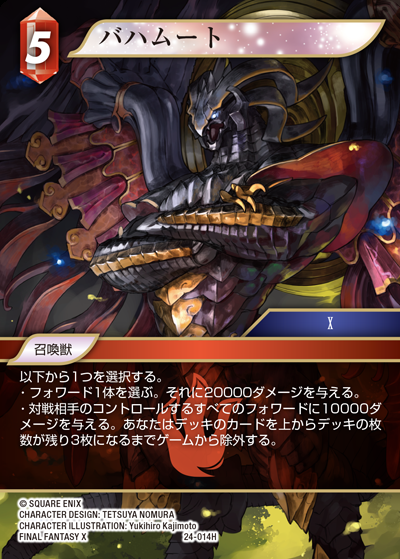 5
バハムート
X
召喚獣
以下から1つを選択する。
・フォワード1体を選ぶ。それに20000ダメージを与える。
・対戦相手のコントロールするすべてのフォワードに10000ダ
メージを与える。あなたはデッキのカードを上からデッキの枚
数が残り3枚になるまでゲームから除外する。
© SQUARE ENIX
CHARACTER DESIGN: TETSUYA NOMURA
CHARACTER ILLUSTRATION: Yukihiro Kajimoto
FINAL FANTASY X
24-014H